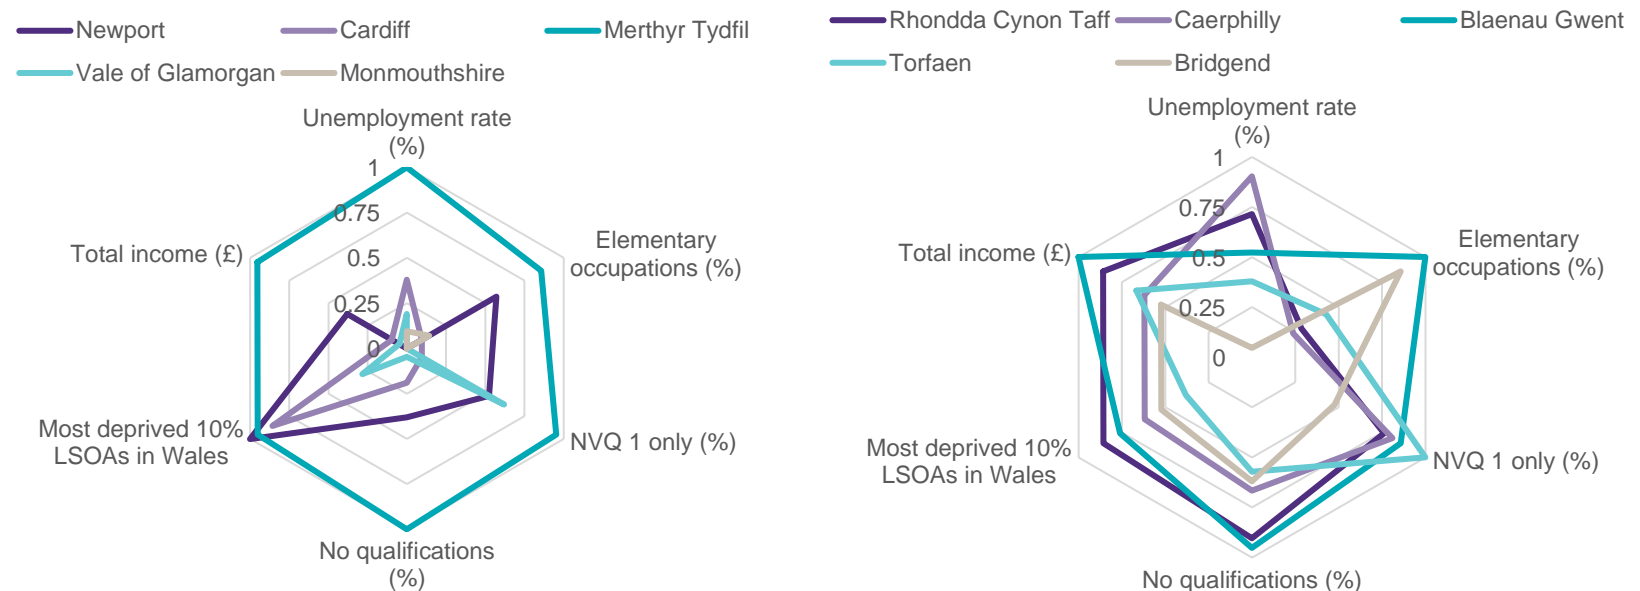 Newport
Cardiff
Merthyr Tydfil
Vale of Glamorgan
Monmouthshire
Unemployment rate
(%)
1
0.75
0.5
0.25
0
Total income (£)
Elementary
occupations (%)
Most deprived 10%
LSOAs in Wales
NVQ 1 only (%)
No qualifications
(%)
Rhondda Cynon Taff
Caerphilly
Blaenau Gwent
Torfaen
Bridgend
Unemployment rate
(%)
1
0.75
0.5
0.25
0
Total income (£)
Elementary
occupations (%)
Most deprived 10%
LSOAs in Wales
NVQ 1 only (%)
No qualifications (%)